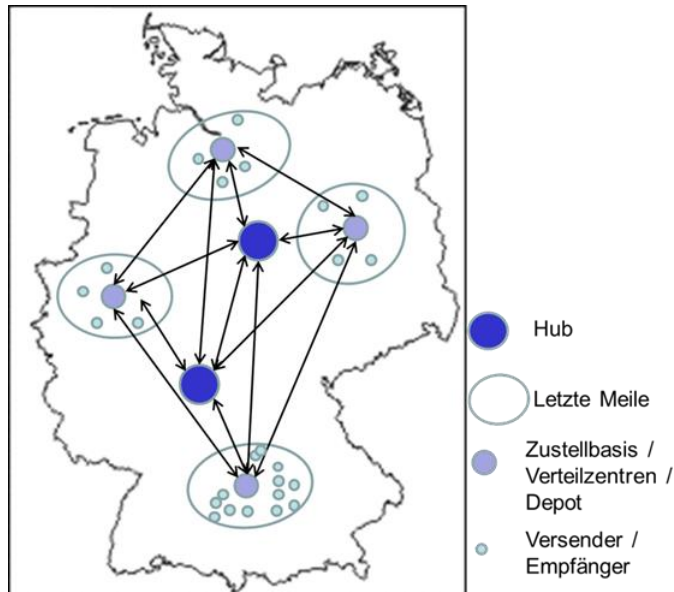 Hub
Letzte Meile
Zustellbasis /
Verteilzentren /
Depot
Versender /
Empfänger